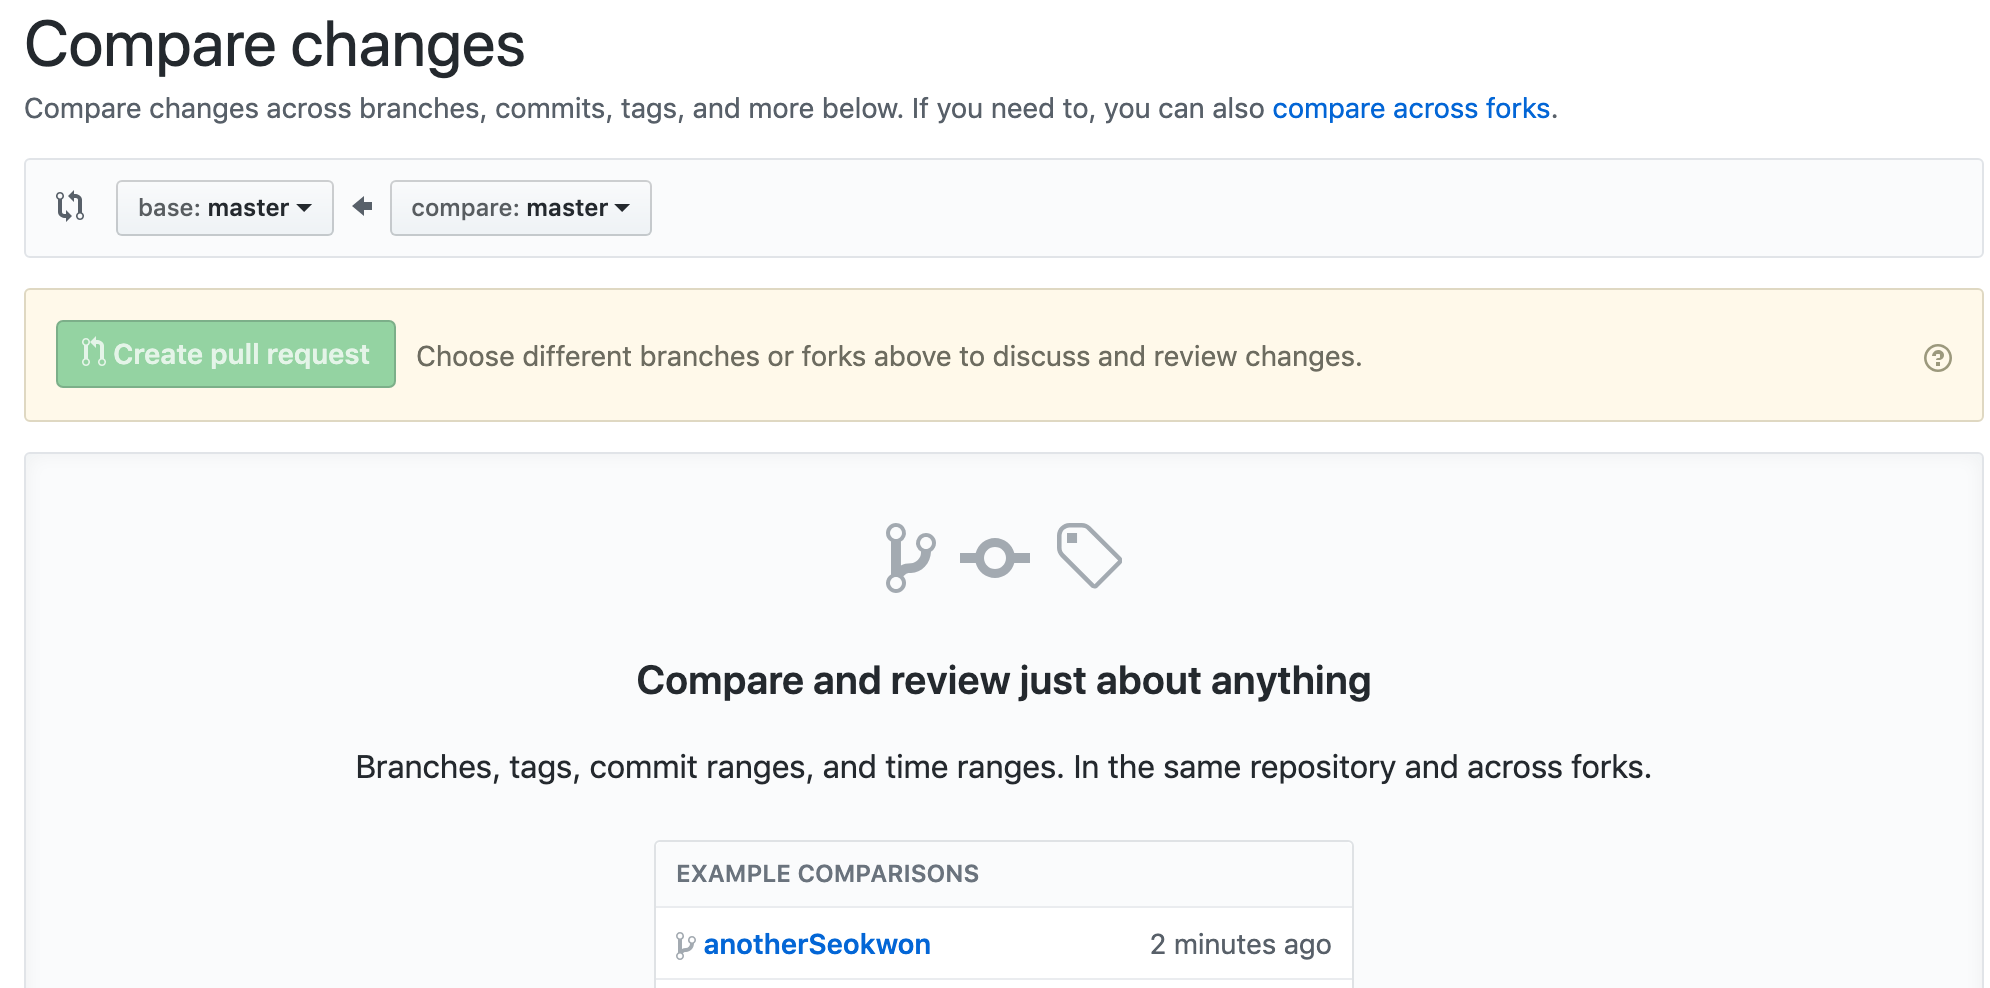 Compare changes
Compare changes across branches, commits, tags, and more below. If you need to, you can also compare across forks.
base: master compare: master
Create pull request Choose different branches or forks above to discuss and review changes.
Compare and review just about anything
Branches, tags, commit ranges, and time ranges. In the same repository and across forks.
EXAMPLE COMPARISONS
anotherSeokwon 2 minutes ago